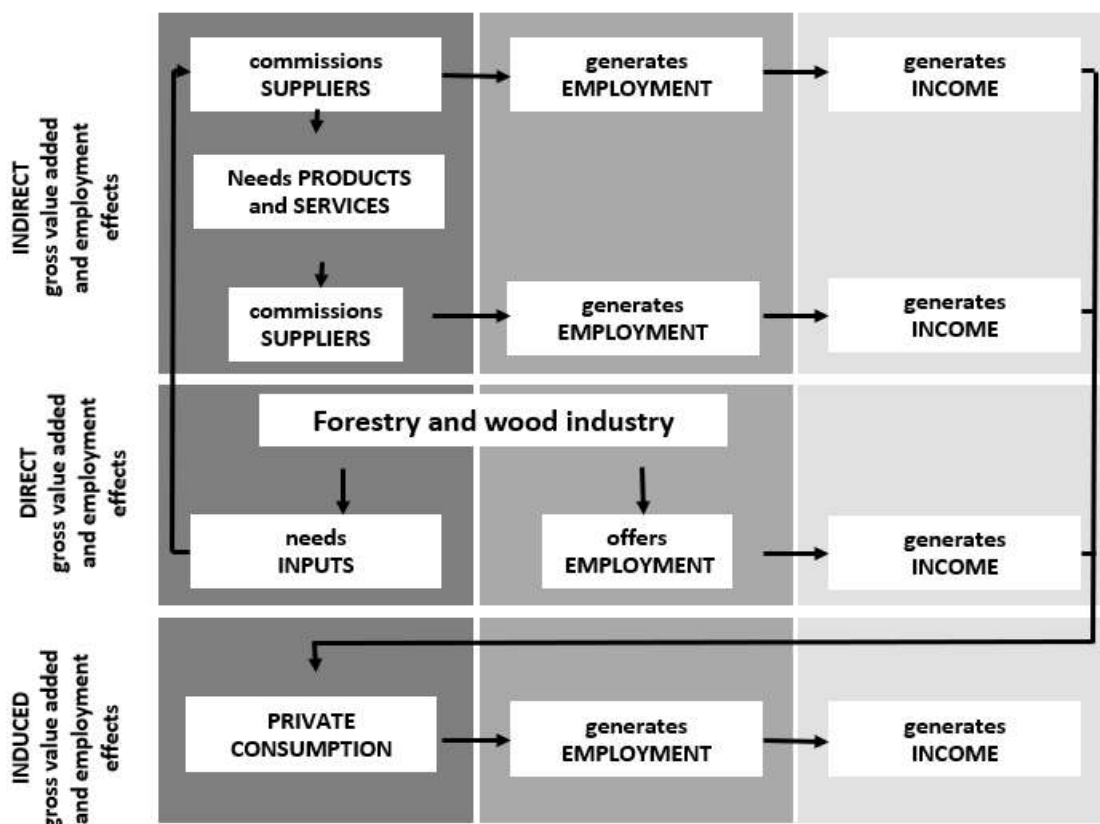 INDIRECT
gross value added
and employment
effects
commissions
SUPPLIERS
generates
EMPLOYMENT
generates
INCOME
Needs PRODUCTS
and SERVICES
commissions
SUPPLIERS
generates
EMPLOYMENT
generates
INCOME
DIRECT
gross value added
and employment
effects
Forestry and wood industry
needs
INPUTS
offers
EMPLOYMENT
generates
INCOME
INDUCED
gross value added
and employment
effects
PRIVATE
CONSUMPTION
generates
EMPLOYMENT
generates
INCOME